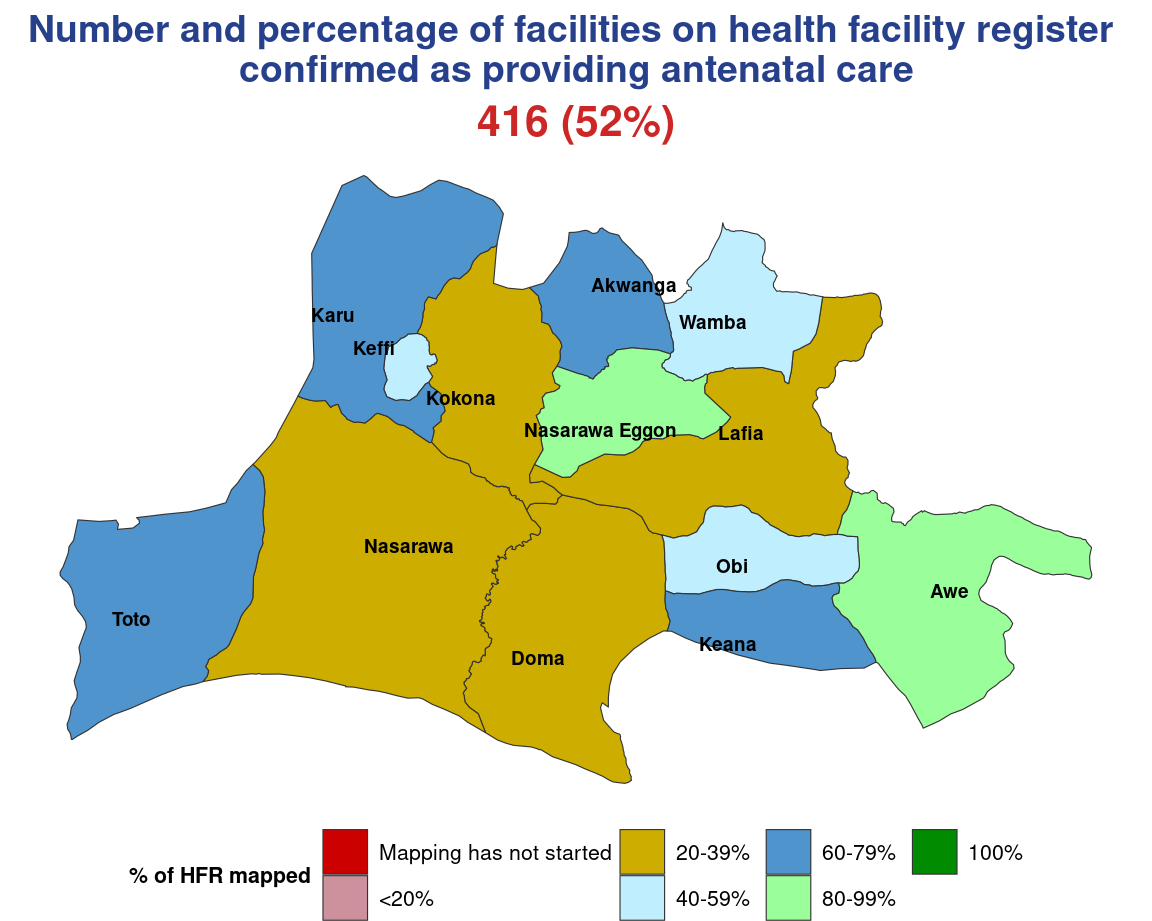 Number and percentage of facilities on health facility register
confirmed as providing antenatal care
416 (52%)
Akwanga
Karu
Wamba
Keffi
Kokona
Nasarawa Eggon
Lafia
Nasarawa
Obi
Awe
Toto
Keana
Doma
% of HFR mapped
Mapping has not started
<20%
20-39%
40-59%
60-79%
80-99%
100%